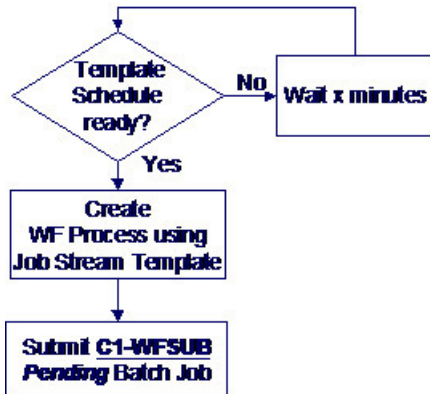 Template
Schedule
ready?
No
Wait x minutes
Yes
Create
WF Process using
Job Stream Template
Submit C1-WFSUB
Pending Batch Job